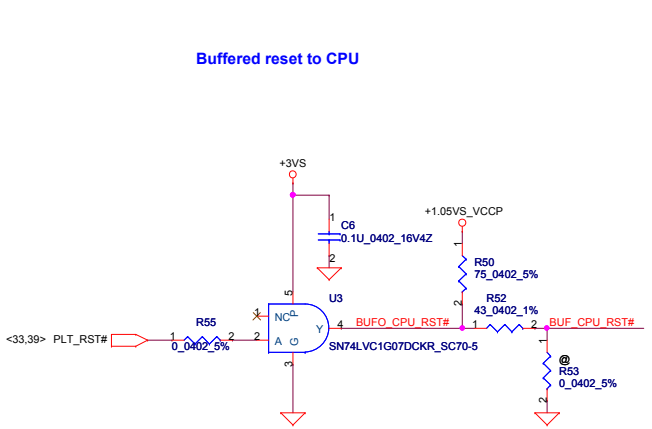 Buffered reset to CPU
+3VS
+1.05VS_VCCP
1
C6
0.1U_0402_16V4Z
2
1
R50
75_0402_5%
2
5
U3
1
NC
P
R52
43_0402_1%
R55
<33,39> PLT_RST#
1
2
2
A
G
Y
4
BUFO_CPU_RST#
1
2
BUF_CPU_RST#
0_0402_5%
SN74LVC1G07DCKR_SC70-5
3
1
@
R53
0_0402_5%
2